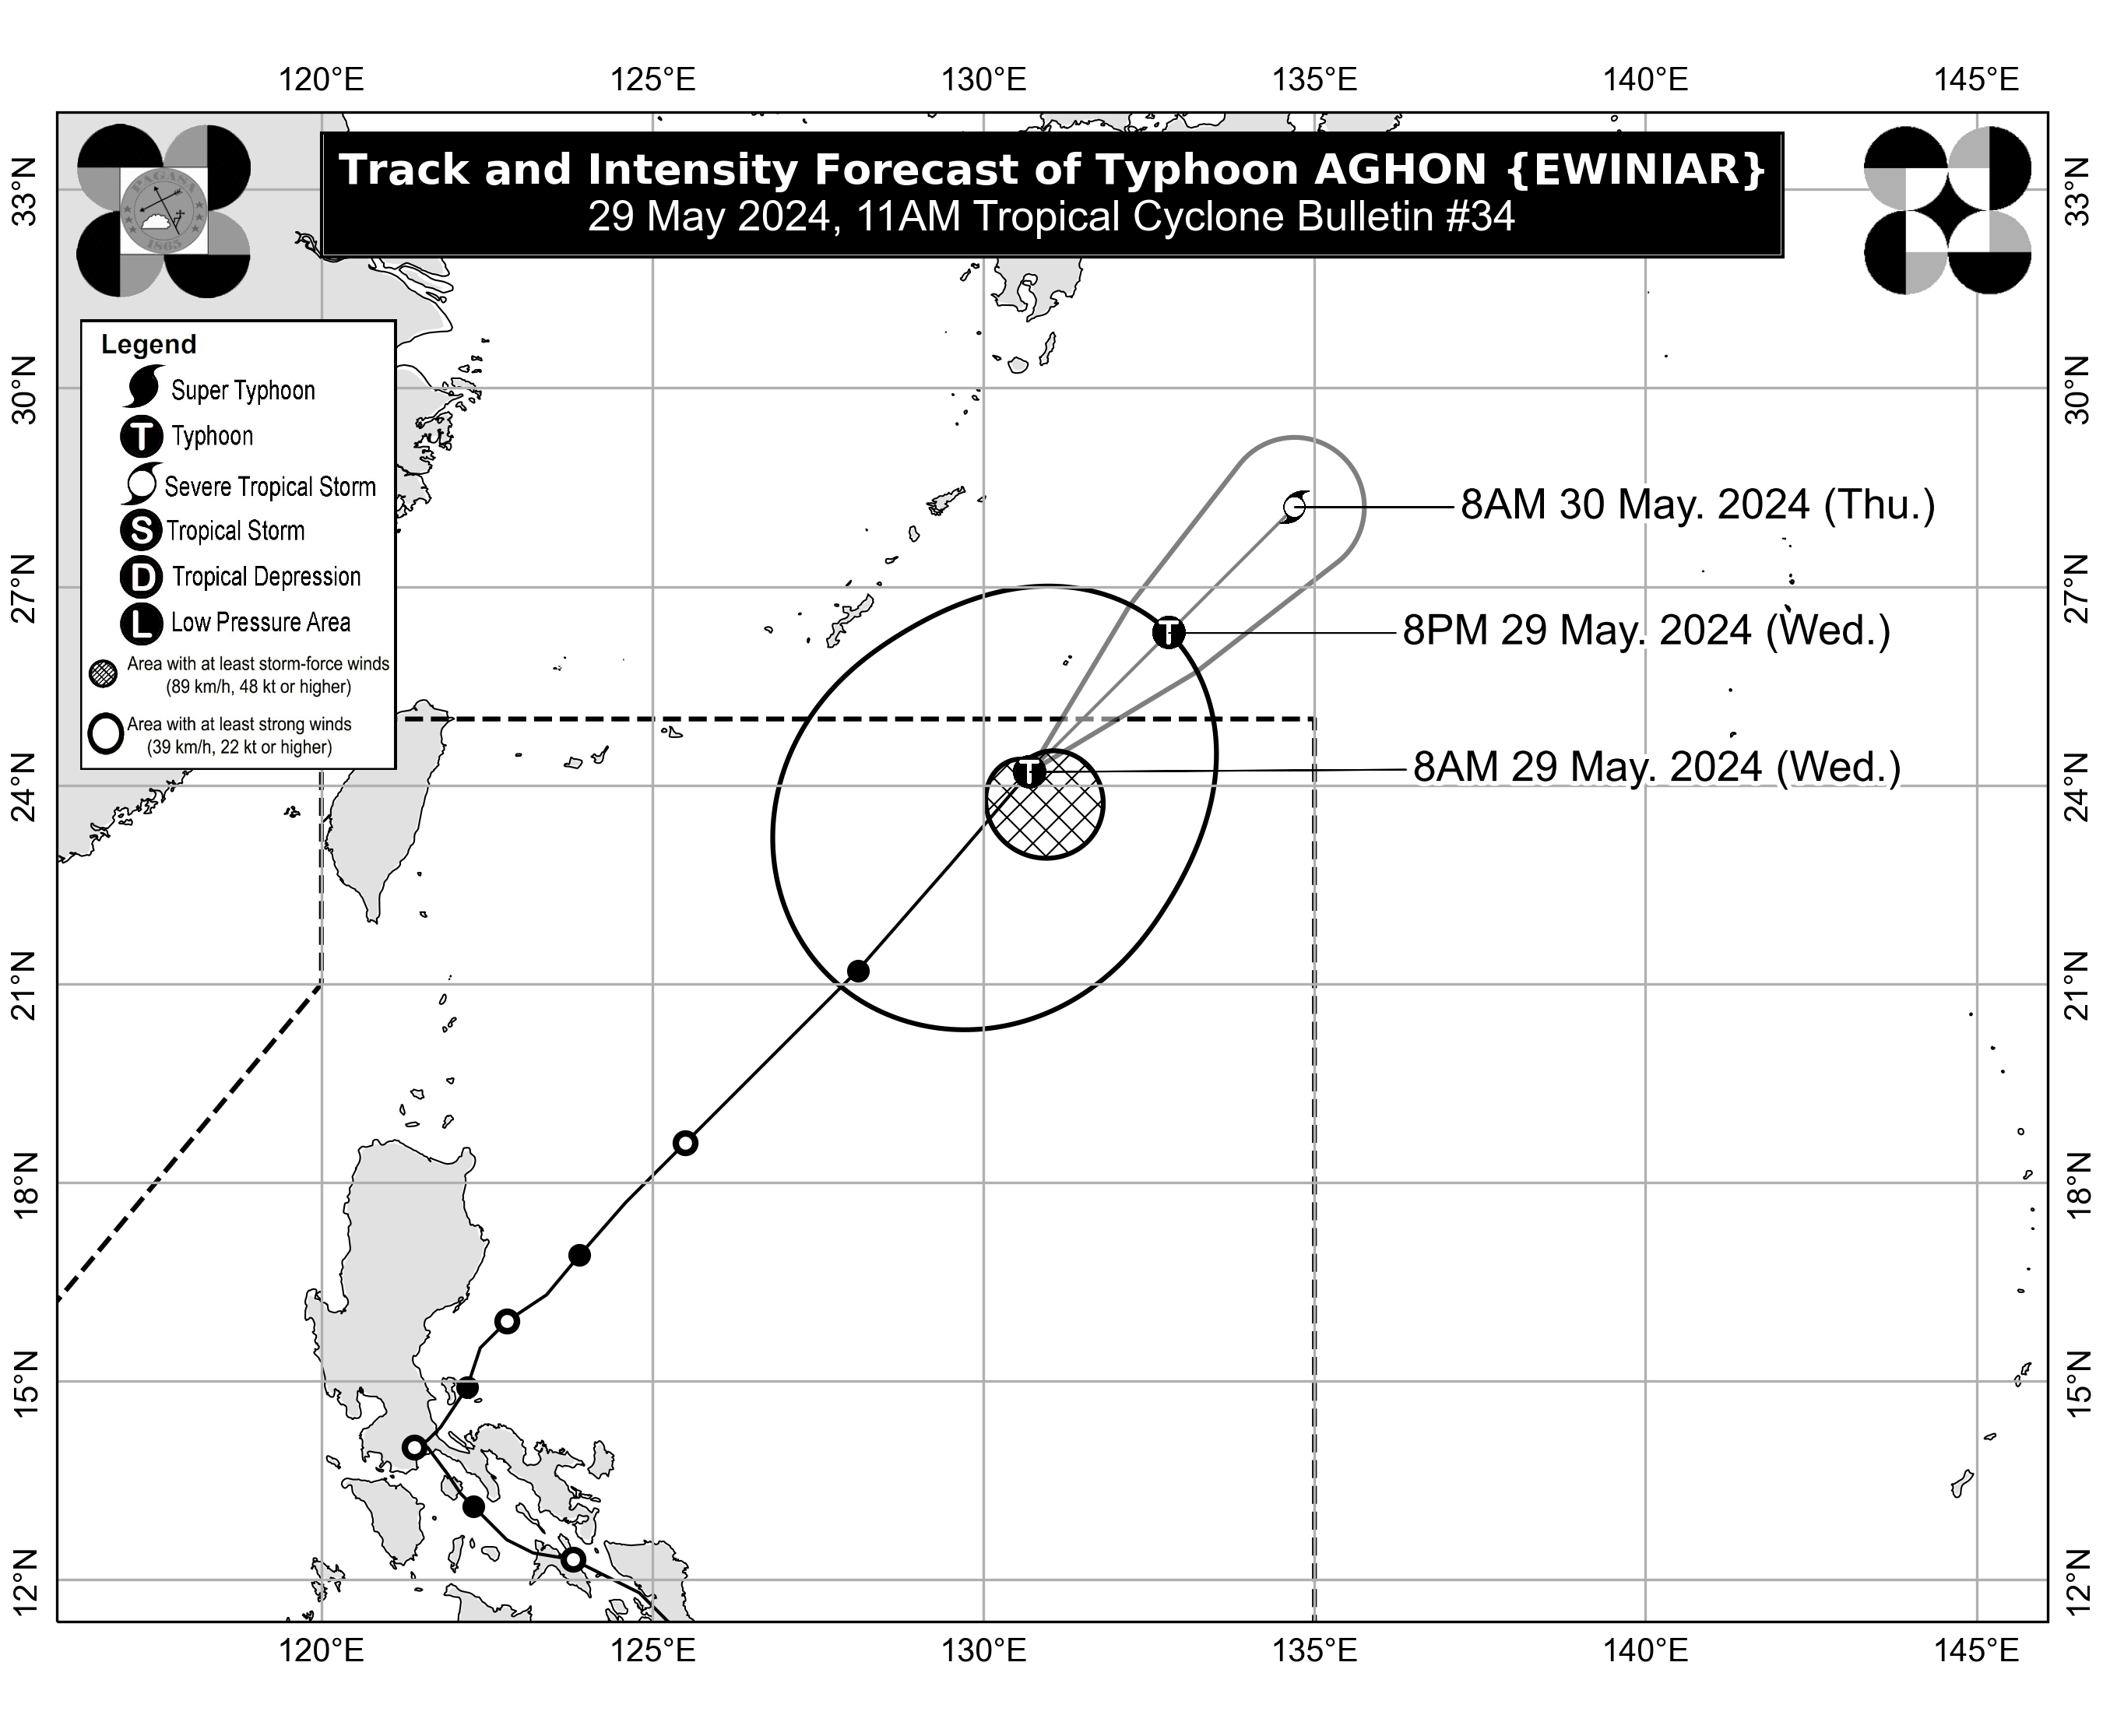 120°E 125°E 130°E 135°E 140°E 145°E
Track and Intensity Forecast of Typhoon AGHON {EWINIAR}
29 May 2024, 11AM Tropical Cyclone Bulletin #34
PAGASA
1865
33°N 33°N
Legend
Super Typhoon
T Typhoon
Severe Tropical Storm
S Tropical Storm
D Tropical Depression
L Low Pressure Area
Area with at least storm-force winds
(89 km/h, 48 kt or higher)
Area with at least strong winds
(39 km/h, 22 kt or higher)
30°N 30°N
8AM 30 May. 2024 (Thu.)
27°N 27°N
T 8PM 29 May. 2024 (Wed.)
T 8AM 29 May. 2024 (Wed.)
24°N 24°N
21°N 21°N
18°N 18°N
15°N 15°N
12°N 12°N
120°E 125°E 130°E 135°E 140°E 145°E